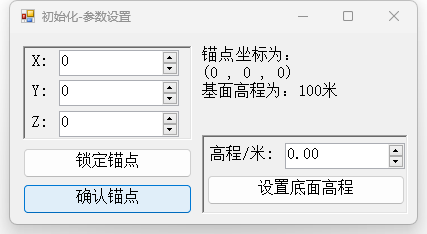 初始化-参数设置
X: 0
Y: 0
Z: 0
锁定锚点
确认锚点
锚点坐标为:
(0 , 0 , 0)
基面高程为: 100米
高程/米: 0.00
设置底面高程